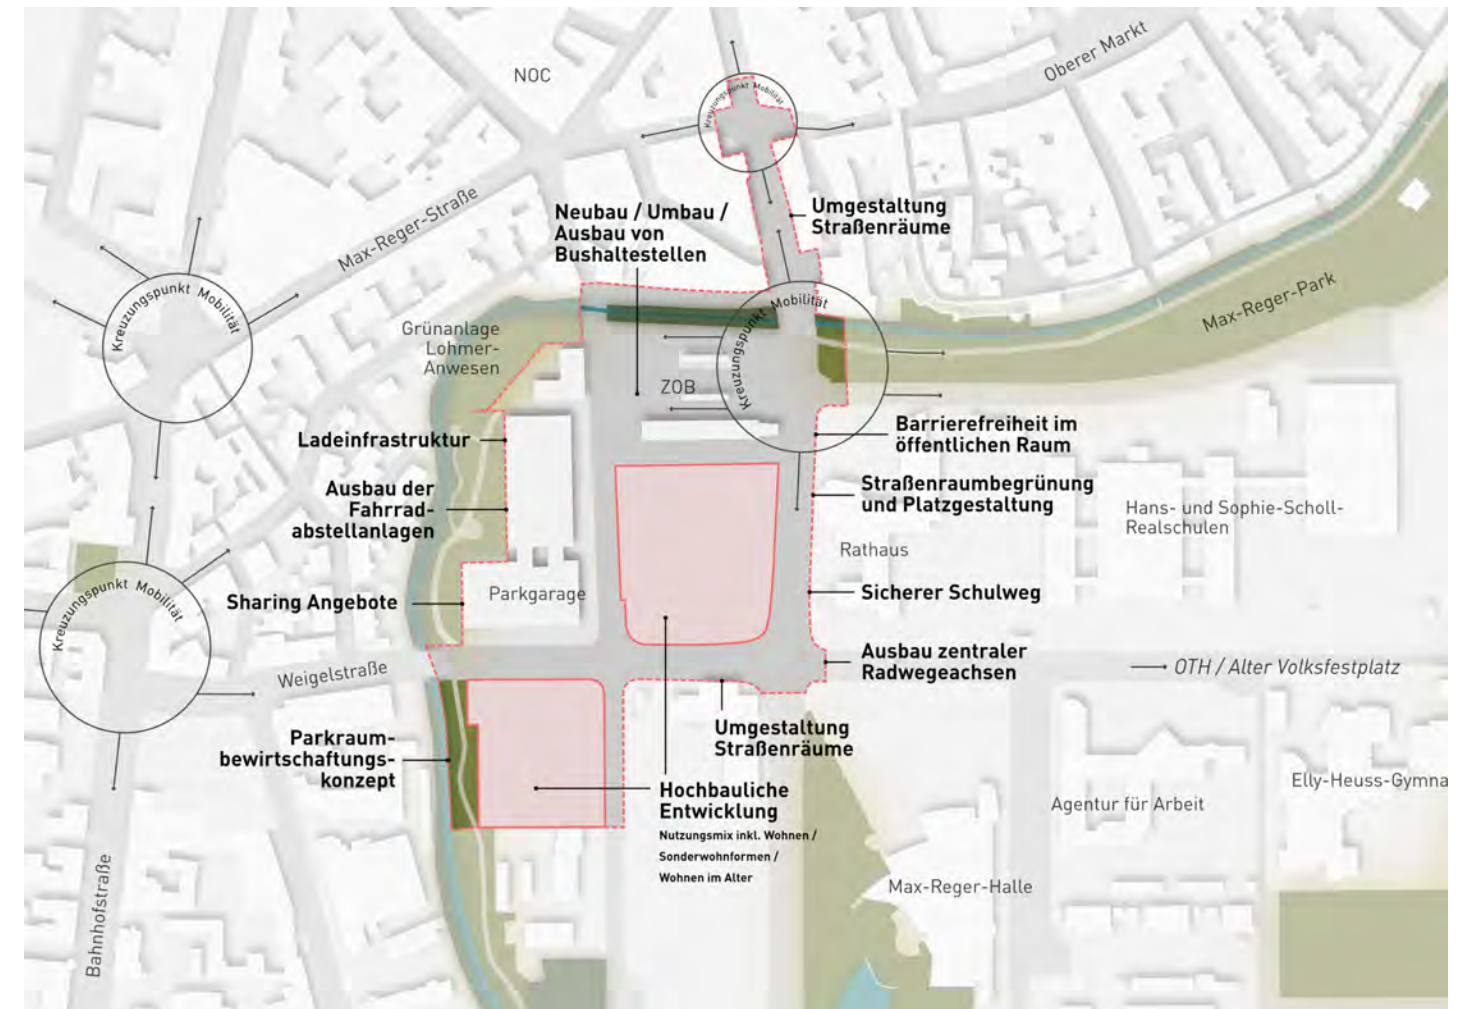 NOC
Oberer Markt
Kreuzungspunkt Mobilität
Max-Reger-Straße
Neubau / Umbau /
Ausbau von
Bushaltestellen
Umgestaltung
Straßenräume
Kreuzungspunkt Mobilität
Kreuzungspunkt Mobilität
Max-Reger-Park
Grünanlage
Lohmer-
Anwesen
ZOB
Ladeinfrastruktur
Barrierefreiheit im
öffentlichen Raum
Ausbau der
Fahrrad-
abstellanlagen
Straßenraumbegrünung
und Platzgestaltung
Hans- und Sophie-Scholl-
Realschulen
Rathaus
Kreuzungspunkt Mobilität
Sharing Angebote
Parkgarage
Sicherer Schulweg
Weigelstraße
Ausbau zentraler
Radwegeachsen
OTH / Alter Volksfestplatz
Parkraum-
bewirtschaftungs-
konzept
Umgestaltung
Straßenräume
Hochbauliche
Entwicklung
Nutzungsmix inkl. Wohnen /
Sonderwohnformen /
Wohnen im Alter
Agentur für Arbeit
Elly-Heuss-Gymna
Max-Reger-Halle
Bahnhofstraße